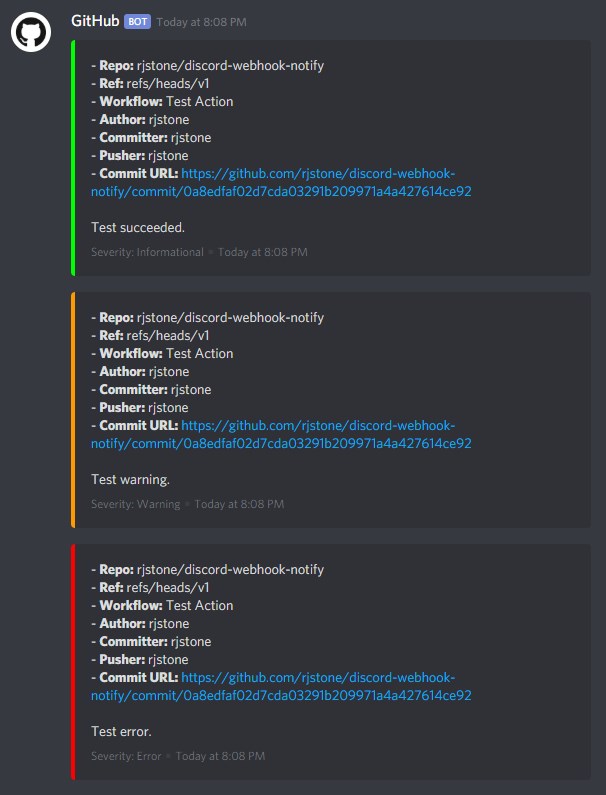 GitHub BOT Today at 8:08 PM
- Repo: rjstone/discord-webhook-notify
- Ref: refs/heads/v1
- Workflow: Test Action
- Author: rjstone
- Committer: rjstone
- Pusher: rjstone
- Commit URL: https://github.com/rjstone/discord-webhook-
notify/commit/0a8edfaf02d7cda03291b209971a4a427614ce92
Test succeeded.
Severity: Informational • Today at 8:08 PM
- Repo: rjstone/discord-webhook-notify
- Ref: refs/heads/v1
- Workflow: Test Action
- Author: rjstone
- Committer: rjstone
- Pusher: rjstone
- Commit URL: https://github.com/rjstone/discord-webhook-
notify/commit/0a8edfaf02d7cda03291b209971a4a427614ce92
Test warning.
Severity: Warning • Today at 8:08 PM
- Repo: rjstone/discord-webhook-notify
- Ref: refs/heads/v1
- Workflow: Test Action
- Author: rjstone
- Committer: rjstone
- Pusher: rjstone
- Commit URL: https://github.com/rjstone/discord-webhook-
notify/commit/0a8edfaf02d7cda03291b209971a4a427614ce92
Test error.
Severity: Error • Today at 8:08 PM